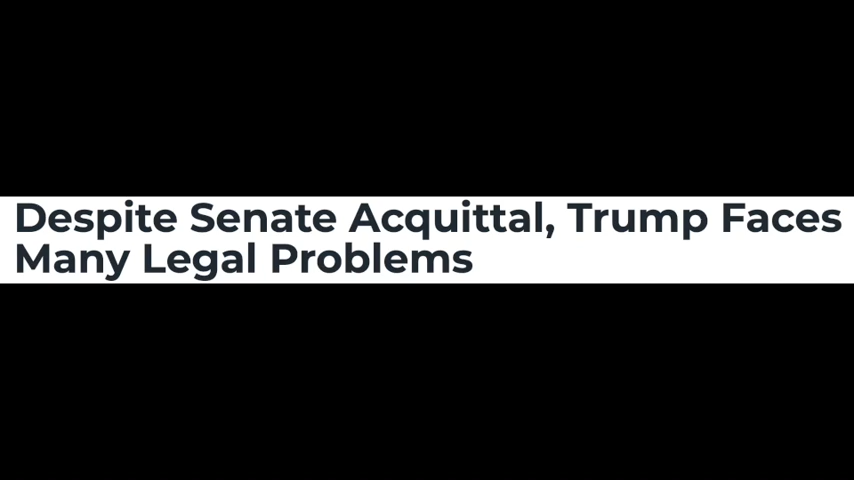 Despite Senate Acquittal, Trump Faces
Many Legal Problems